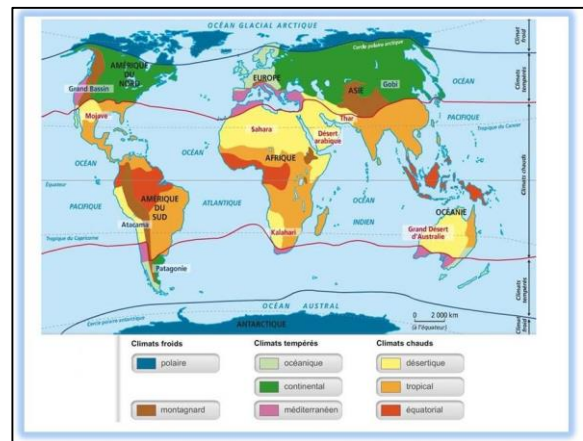 OCÉAN GLACIAL ARCTIQUE
Cercle polaire arctique
Climat froid
AMÉRIQUE DU NORD
EUROPE
ASIE
Gobi
Grand Bassin
OCÉAN
Climats tempérés
Mojave
Sahara
Désert arabique
Thar
PACIFIQUE
Tropique du Cancer
OCÉAN
OCÉAN
AFRIQUE
Climats chauds
Équateur
PACIFIQUE
AMÉRIQUE DU SUD
ATLANTIQUE
OCÉAN
INDIEN
OCÉANIE
Atacama
Kalahari
Grand Désert d'Australie
Tropique du Capricorne
Patagonie
Climats tempérés
OCÉAN AUSTRAL
Cercle polaire antarctique
ANTARCTIQUE
0 2 000 km
(à l'équateur)
Climat froid
Climats froids
Climats tempérés
Climats chauds
polaire
océanique
désertique
continental
tropical
montagnard
méditerranéen
équatorial